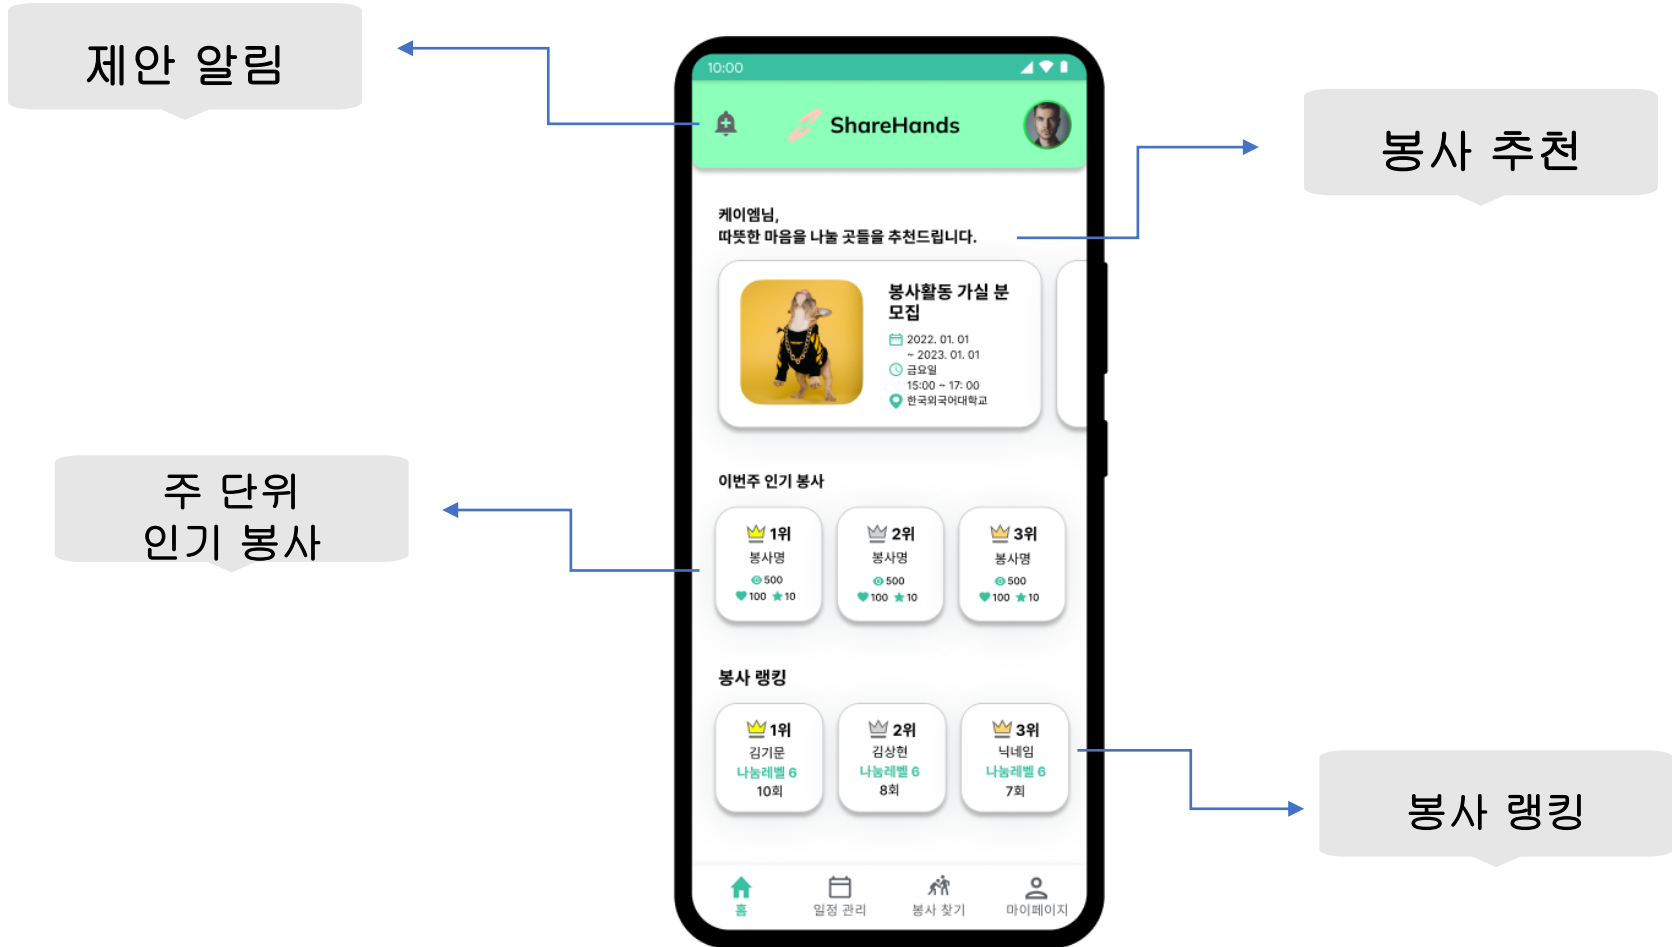 제안 알림
10:00
ShareHands
봉사 추천
케이엠님,
따뜻한 마음을 나눌 곳들을 추천드립니다.
봉사활동 가실 분
모집
2022. 01. 01
~ 2023. 01. 01
금요일
15:00 ~ 17: 00
한국외국어대학교
주 단위
인기 봉사
이번주 인기 봉사
1위
봉사명
500
100 10
2위
봉사명
500
100 10
3위
봉사명
500
100 10
봉사 랭킹
1위
김기문
나눔레벨 6
10회
2위
김상현
나눔레벨 6
8회
3위
닉네임
나눔레벨 6
7회
봉사 랭킹
홈
일정 관리
봉사 찾기
마이페이지